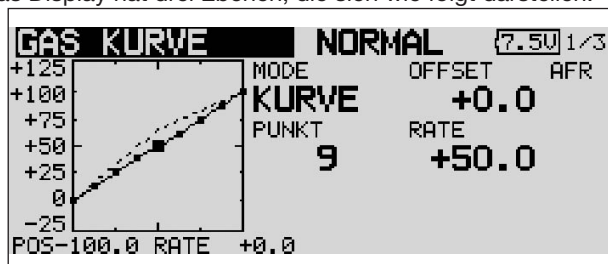 as Display hat drei Ebenen, die sich wie folgt darstellen:
GAS KURVE NORMAL 7.5V 1/3
+125 MODE OFFSET AFR
+100 KURVE +0.0
+75 PUNKT RATE
+50 9 +50.0
+25
0
-25
POS-100.0 RATE +0.0